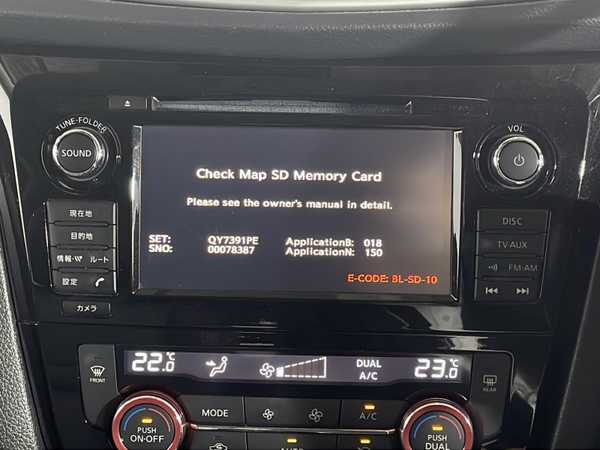 TUNE·FOLDER
SOUND
VOL
Check Map SD Memory Card
Please see the owner's manual in detail.
SET: QY7391PE ApplicationB: 018
SNO: 00078387 ApplicationN: 150
E-CODE: BL-SD-10
現在地
目的地
情報・VV ルート
設定
カメラ
DISC
TV·AUX
FM·AM
22.0 ℃
DUAL
A/C
23.0 ℃
FRONT
REAR
PUSH
ON·OFF
MODE
A/C
PUSH
DUAL
AUTO